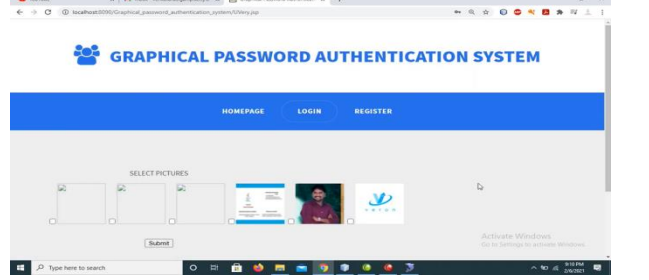 localhost:8090/Graphical_password_authentication_system/UVery.jsp
GRAPHICAL PASSWORD AUTHENTICATION SYSTEM
HOMEPAGE LOGIN REGISTER
SELECT PICTURES
Submit
Activate Windows
Go to Settings to activate Windows.
Type here to search
9:18 PM
2/6/2021